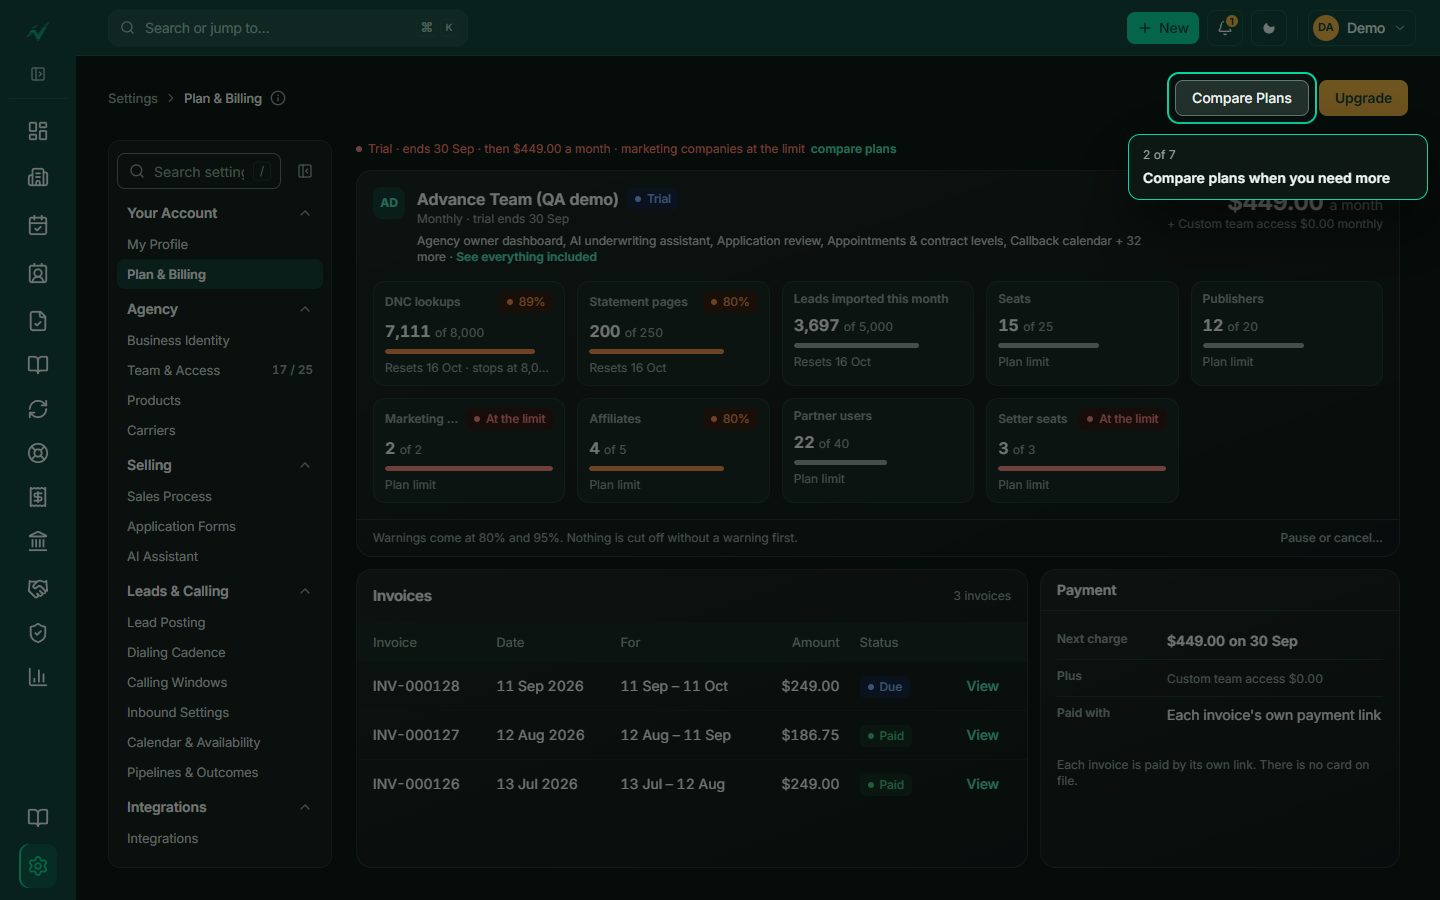 Search or jump to...
⌘ K
New
1
DA
Demo
Settings
Plan & Billing
Compare Plans
Upgrade
2 of 7
Compare plans when you need more
Search setting
/
Your Account
My Profile
Plan & Billing
Agency
Business Identity
Team & Access 17 / 25
Products
Carriers
Selling
Sales Process
Application Forms
AI Assistant
Leads & Calling
Lead Posting
Dialing Cadence
Calling Windows
Inbound Settings
Calendar & Availability
Pipelines & Outcomes
Integrations
Integrations
Trial · ends 30 Sep · then $449.00 a month · marketing companies at the limit compare plans
AD
Advance Team (QA demo)
Trial
Monthly · trial ends 30 Sep
$449.00 a month
+ Custom team access $0.00 monthly
Agency owner dashboard, AI underwriting assistant, Application review, Appointments & contract levels, Callback calendar + 32
more · See everything included
DNC lookups 89%
7,111 of 8,000
Resets 16 Oct · stops at 8,0...
Statement pages 80%
200 of 250
Resets 16 Oct
Leads imported this month
3,697 of 5,000
Resets 16 Oct
Seats
15 of 25
Plan limit
Publishers
12 of 20
Plan limit
Marketing ... At the limit
2 of 2
Plan limit
Affiliates 80%
4 of 5
Plan limit
Partner users
22 of 40
Plan limit
Setter seats At the limit
3 of 3
Plan limit
Warnings come at 80% and 95%. Nothing is cut off without a warning first.
Pause or cancel...
Invoices
3 invoices
Invoice Date For Amount Status
INV-000128 11 Sep 2026 11 Sep – 11 Oct $249.00 Due View
INV-000127 12 Aug 2026 12 Aug – 11 Sep $186.75 Paid View
INV-000126 13 Jul 2026 13 Jul – 12 Aug $249.00 Paid View
Payment
Next charge $449.00 on 30 Sep
Plus Custom team access $0.00
Paid with Each invoice's own payment link
Each invoice is paid by its own link. There is no card on
file.